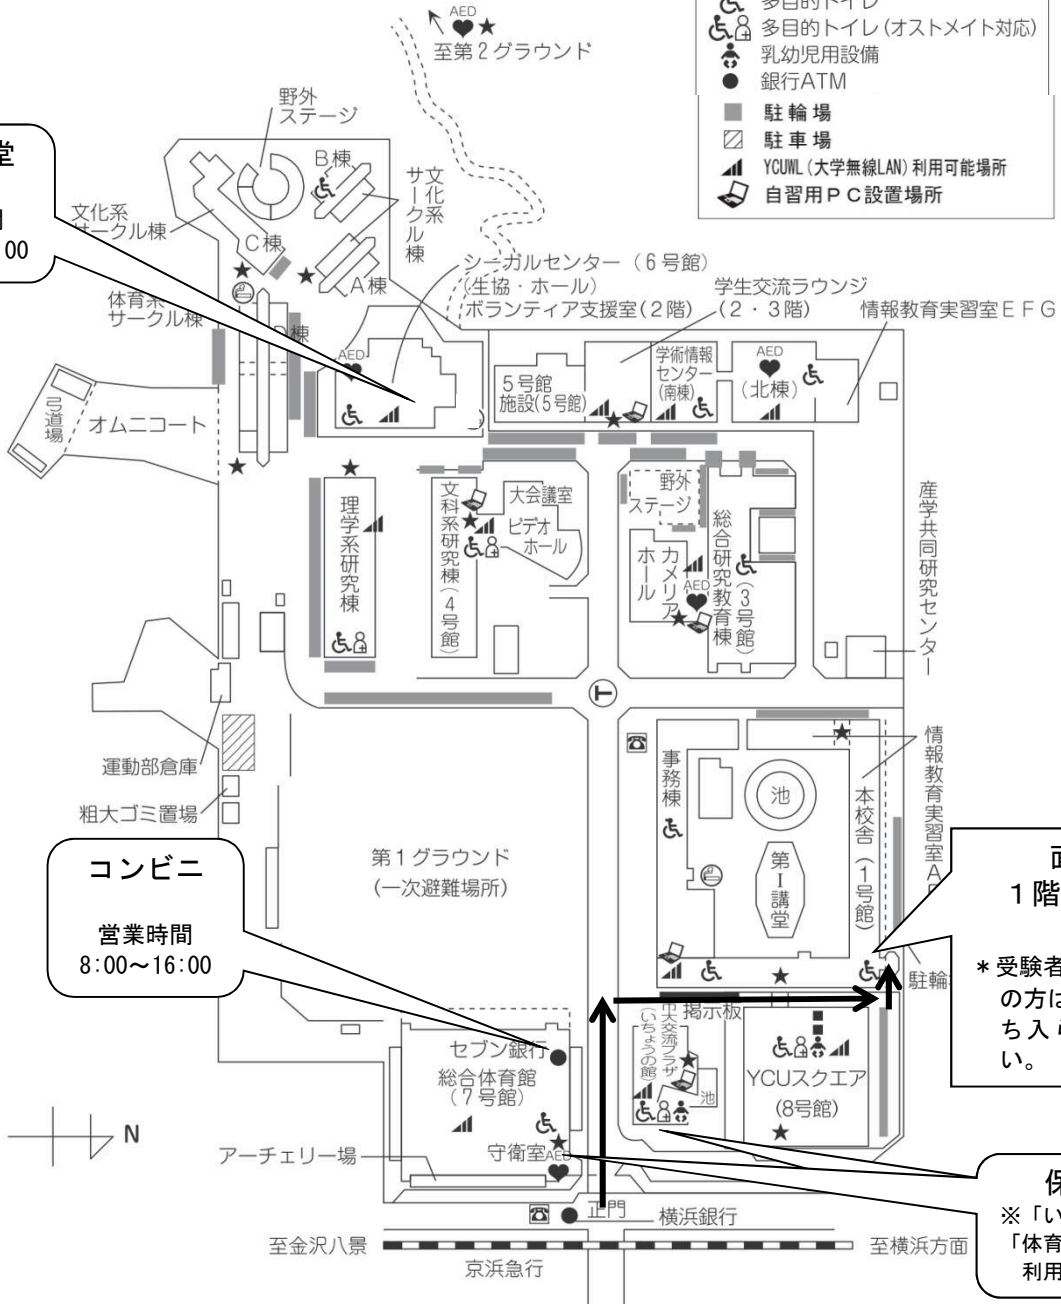 多目的トイレ
多目的トイレ(オストメイト対応)
乳幼児用設備
銀行ATM
駐輪場
駐車場
YCUWL(大学無線LAN)利用可能場所
自習用PC設置場所
AED
至第2グラウンド
野外
ステージ
B棟
文化系
サークル棟
文化系
サークル棟
C棟
A棟
体育系
サークル棟
D棟
堂
00
シーガルセンター(6号館)
(生協・ホール)
ボランティア支援室(2階)
学生交流ラウンジ
(2・3階)
情報教育実習室EFG
AED
5号館
施設(5号館)
学術情報
センター
(南棟)
AED
(北棟)
弓道場
オムニコート
理学系研究棟
文科系研究棟(4号館)
大会議室
ビデオ
ホール
野外
ステージ
カメリア
ホール
AED
総合研究教育棟
(3号館)
産学共同研究センター
T
運動部倉庫
粗大ゴミ置場
第1グラウンド
(一次避難場所)
事務棟
池
第I講堂
本校舎(1号館)
情報教育実習室A
コンビニ
営業時間
8:00～16:00
1階
*受験者
の方は
ち入
い。
駐輪
掲示板
セブン銀行
総合体育館
(7号館)
市大交流プラザ
(いちょうの館)
池
YCUスクエア
(8号館)
N
アーチェリー場
守衛室
AED
正門
横浜銀行
保
※「い
「体育
利用
至金沢八景
京浜急行
至横浜方面